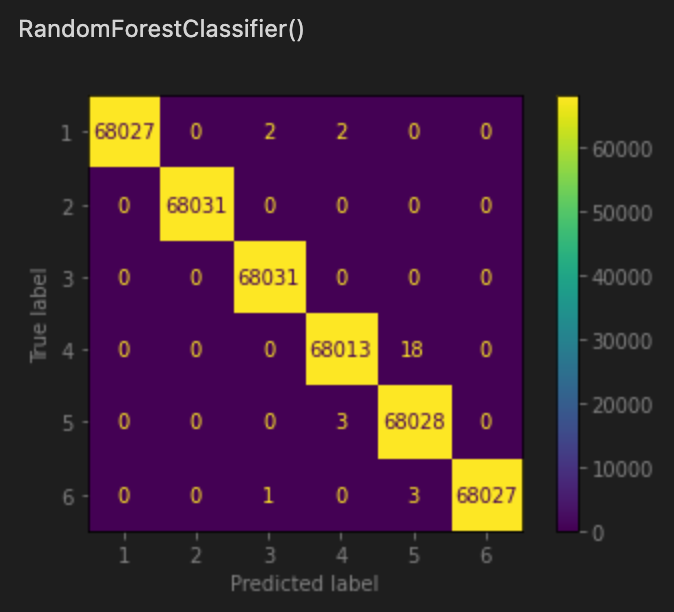 RandomForestClassifier()
1 68027 0 2 2 0 0
2 0 68031 0 0 0 0
3 0 0 68031 0 0 0
4 0 0 0 68013 18 0
5 0 0 0 3 68028 0
6 0 0 1 0 3 68027
1 2 3 4 5 6
Predicted label
True label
60000
50000
40000
30000
20000
10000
0